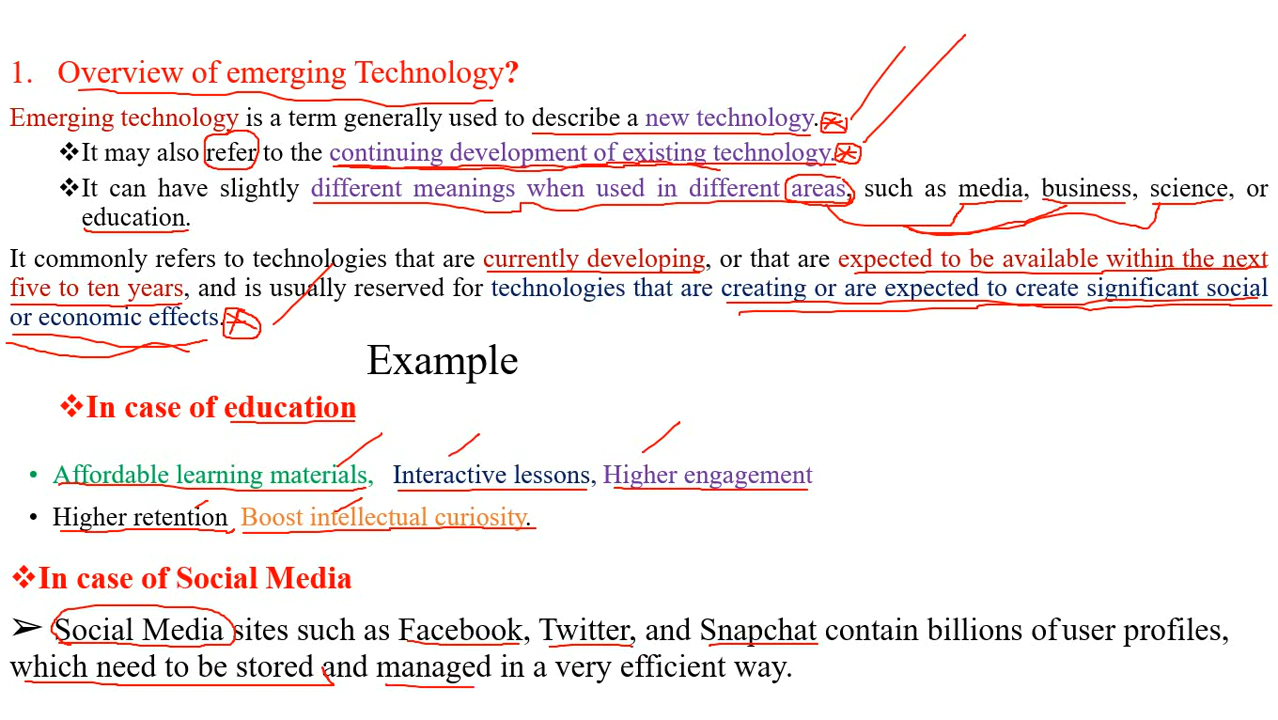 1. Overview of emerging Technology?
Emerging technology is a term generally used to describe a new technology.
❖It may also refer to the continuing development of existing technology.
❖It can have slightly different meanings when used in different areas, such as media, business, science, or
education.
It commonly refers to technologies that are currently developing, or that are expected to be available within the next
five to ten years, and is usually reserved for technologies that are creating or are expected to create significant social
or economic effects.
Example
❖In case of education
• Affordable learning materials, Interactive lessons, Higher engagement
• Higher retention, Boost intellectual curiosity.
❖In case of Social Media
➢ Social Media sites such as Facebook, Twitter, and Snapchat contain billions of user profiles,
which need to be stored and managed in a very efficient way.